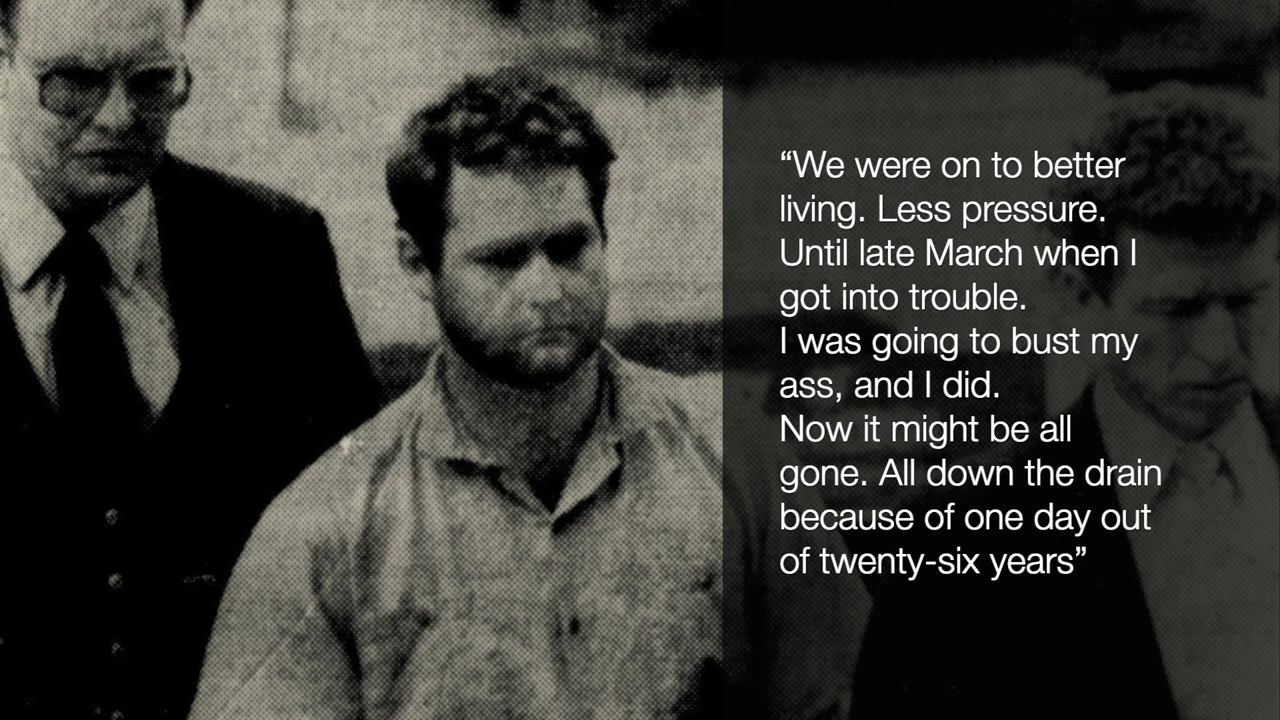 “We were on to better
living. Less pressure.
Until late March when I
got into trouble.
I was going to bust my
ass, and I did.
Now it might be all
gone. All down the drain
because of one day out
of twenty-six years”